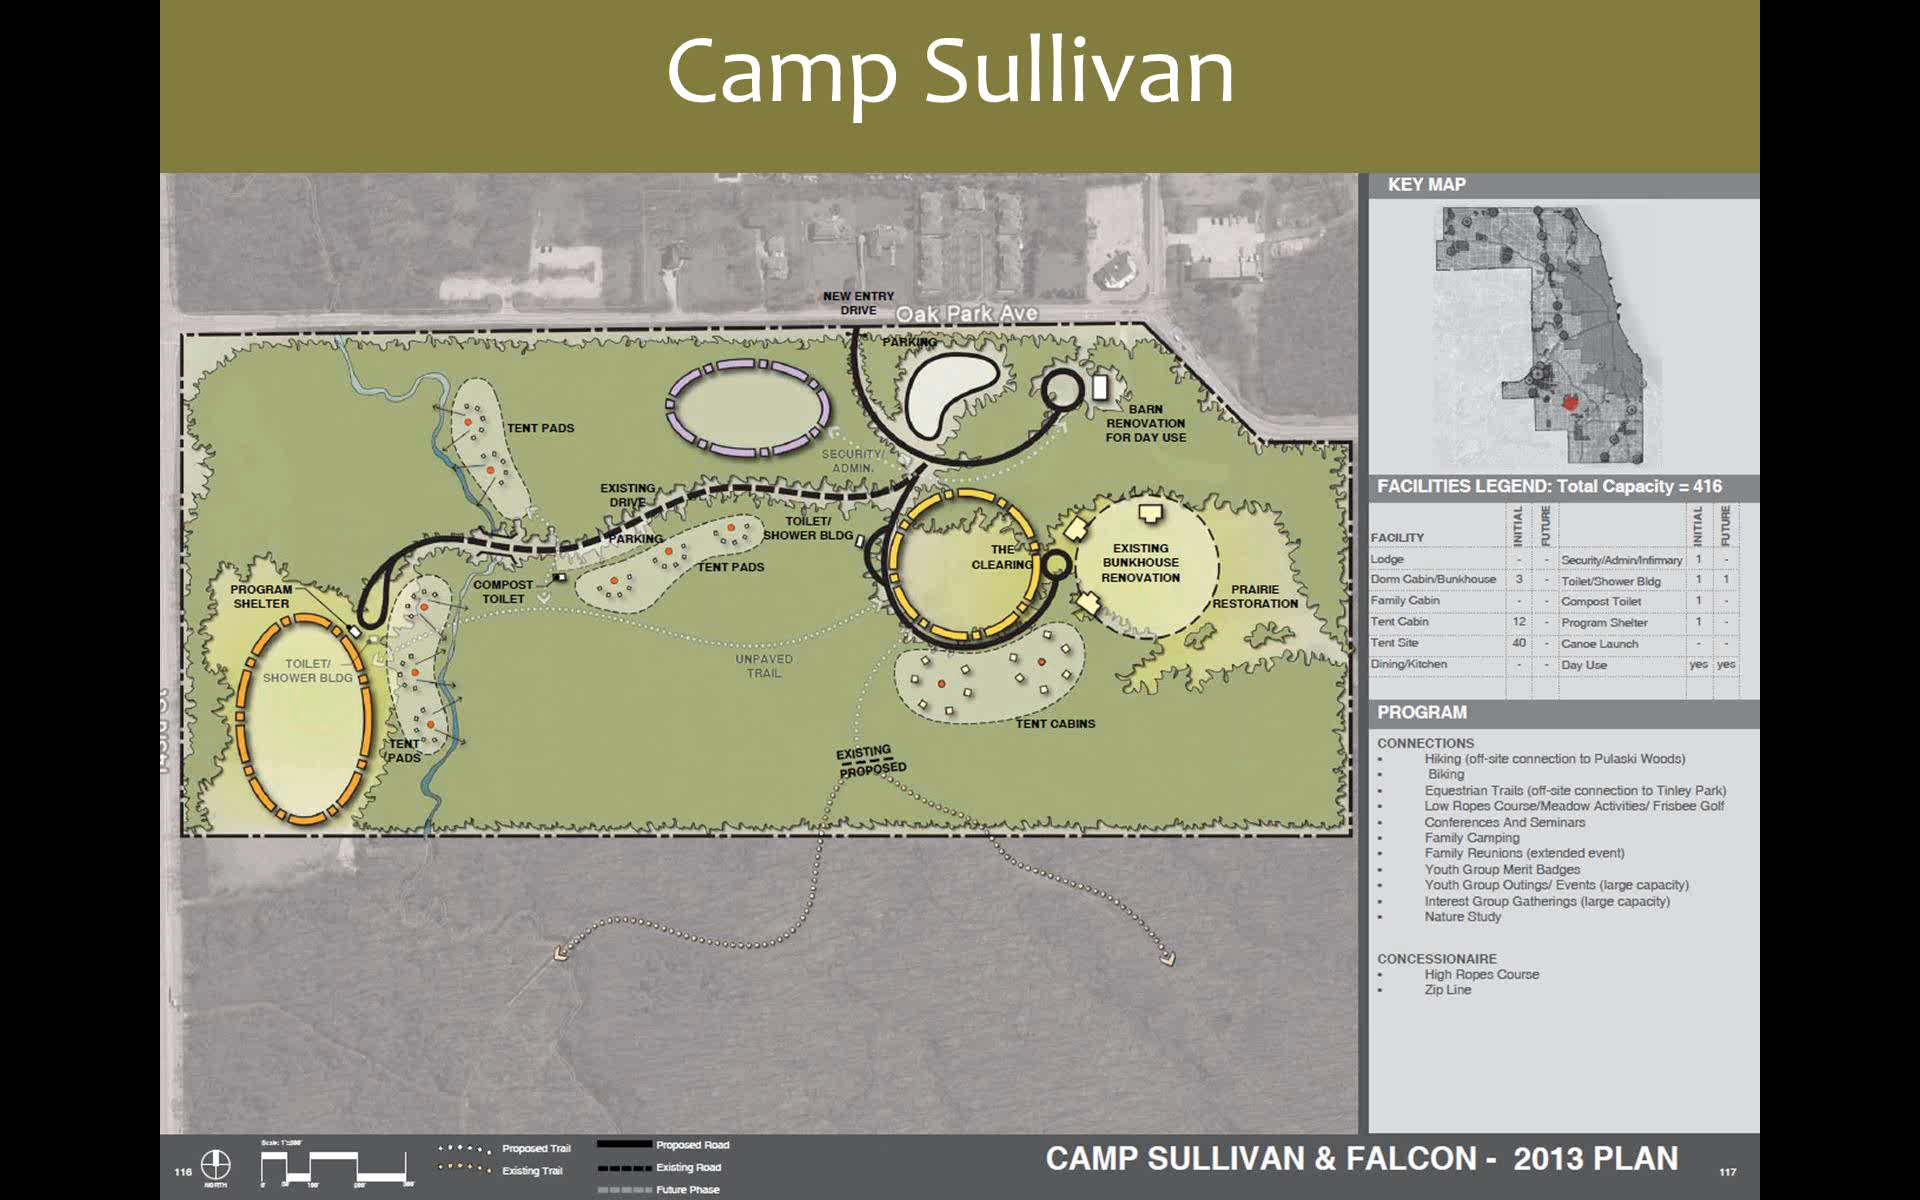 Camp Sullivan
NEW ENTRY
DRIVE
Oak Park Ave
PARKING
BARN
RENOVATION
FOR DAY USE
TENT PADS
SECURITY/
ADMIN.
EXISTING
DRIVE
PARKING
TOILET/
SHOWER BLDG
TENT PADS
THE
CLEARING
EXISTING
BUNKHOUSE
RENOVATION
PRAIRIE
RESTORATION
COMPOST
TOILET
PROGRAM
SHELTER
TOILET/
SHOWER BLDG
UNPAVED
TRAIL
TENT
PADS
TENT CABINS
EXISTING
PROPOSED
KEY MAP
FACILITIES LEGEND: Total Capacity = 416
FACILITY INITIAL FUTURE INITIAL FUTURE
Lodge - - Security/Admin/Infirmary 1 -
Dorm Cabin/Bunkhouse 3 - Toilet/Shower Bldg 1 1
Family Cabin - - Compost Toilet 1 -
Tent Cabin 12 - Program Shelter 1 -
Tent Site 40 - Canoe Launch - -
Dining/Kitchen - - Day Use yes yes
PROGRAM
CONNECTIONS
• Hiking (off-site connection to Pulaski Woods)
• Biking
• Equestrian Trails (off-site connection to Tinley Park)
• Low Ropes Course/Meadow Activities/ Frisbee Golf
• Conferences And Seminars
• Family Camping
• Family Reunions (extended event)
• Youth Group Merit Badges
• Youth Group Outings/ Events (large capacity)
• Interest Group Gatherings (large capacity)
• Nature Study
CONCESSIONAIRE
• High Ropes Course
• Zip Line
116
NORTH
Scale: 1"=200'
0' 50' 100' 200'
Proposed Trail
Existing Trail
Proposed Road
Existing Road
Future Phase
CAMP SULLIVAN & FALCON - 2013 PLAN
117